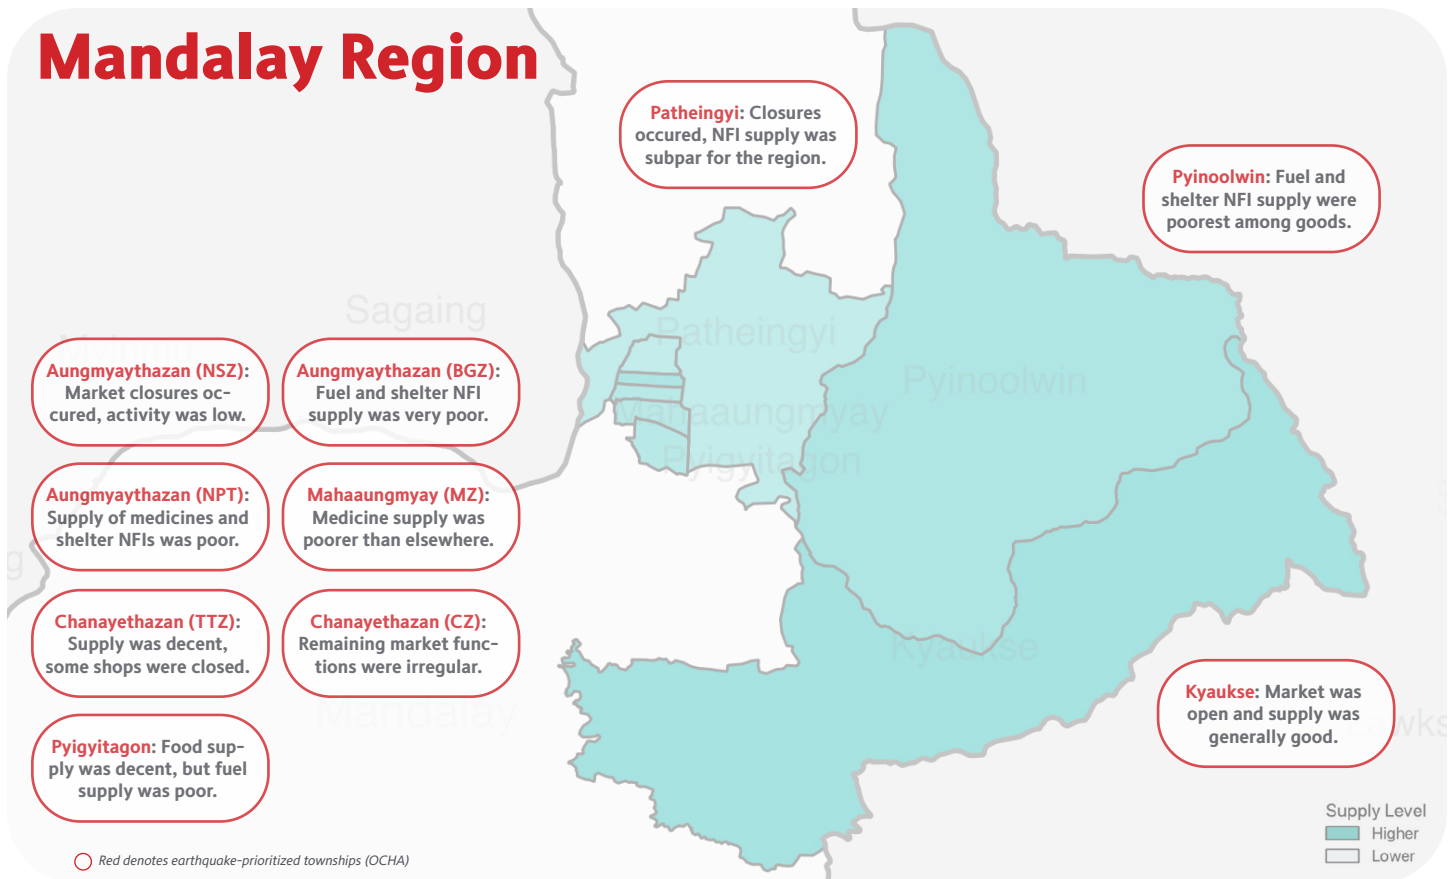 Mandalay Region
Patheingyi: Closures
occured, NFI supply was
subpar for the region.
Pyinoolwin: Fuel and
shelter NFI supply were
poorest among goods.
Sagaing
Patheingyi
Pyinoolwin
Mahaaungmyay
Pyigyitagon
Kyaukse
Mandalay
Aungmyaythazan (NSZ):
Market closures oc-
cured, activity was low.
Aungmyaythazan (BGZ):
Fuel and shelter NFI
supply was very poor.
Aungmyaythazan (NPT):
Supply of medicines and
shelter NFIs was poor.
Mahaaungmyay (MZ):
Medicine supply was
poorer than elsewhere.
Chanayethazan (TTZ):
Supply was decent,
some shops were closed.
Chanayethazan (CZ):
Remaining market func-
tions were irregular.
Pyigyitagon: Food sup-
ply was decent, but fuel
supply was poor.
Kyaukse: Market was
open and supply was
generally good.
Supply Level
Higher
Lower
Red denotes earthquake-prioritized townships (OCHA)